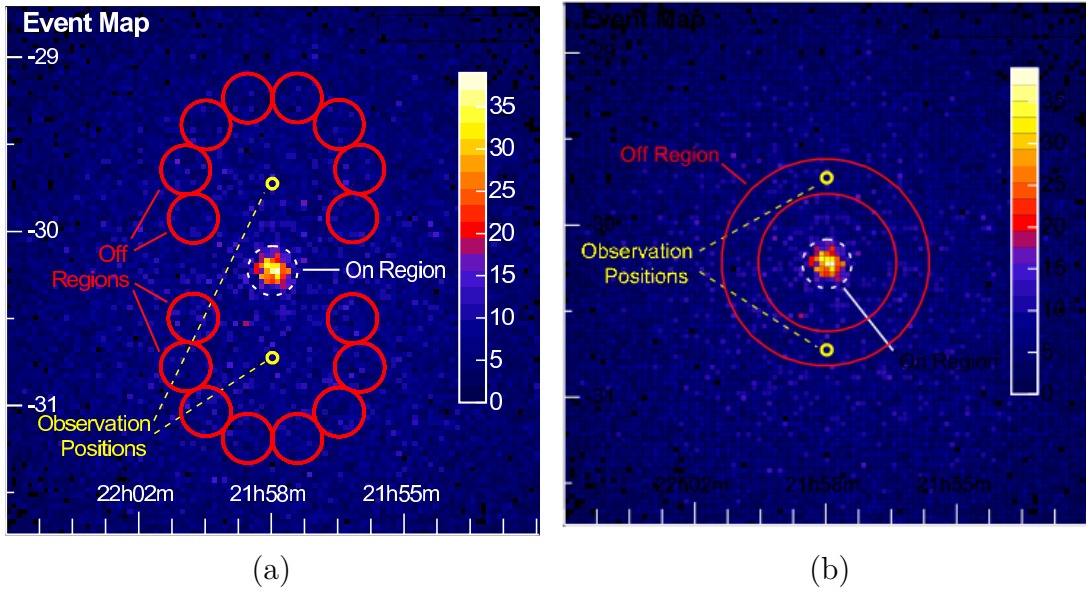 Event Map
-29
-30
-31
35
30
25
20
15
10
5
0
Off
Regions
On Region
Observation
Positions
22h02m
21h58m
21h55m
(a)
Event Map
-29
-30
-31
35
30
25
20
15
10
5
Off Region
Observation
Positions
On Region
22h02m
21h58m
21h55m
(b)